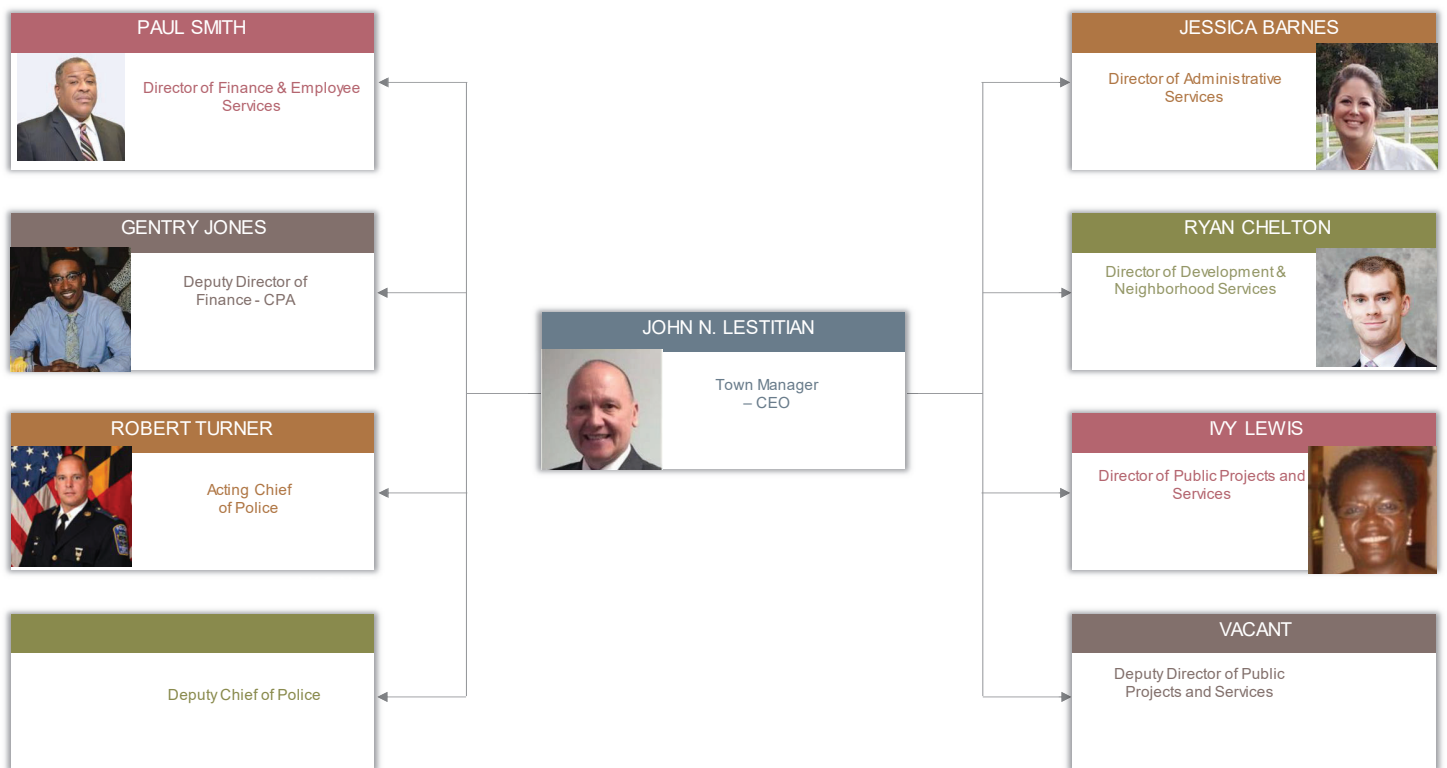 PAUL SMITH
Director of Finance & Employee
Services
GENTRY JONES
Deputy Director of
Finance - CPA
ROBERT TURNER
Acting Chief
of Police
Deputy Chief of Police
JOHN N. LESTITIAN
Town Manager
– CEO
JESSICA BARNES
Director of Administrative
Services
RYAN CHELTON
Director of Development &
Neighborhood Services
IVY LEWIS
Director of Public Projects and
Services
VACANT
Deputy Director of Public
Projects and Services